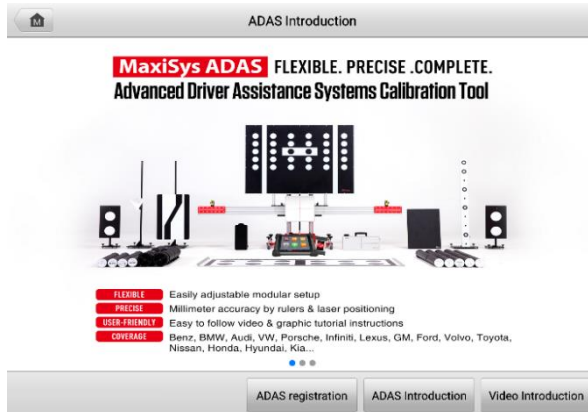 M
ADAS Introduction
MaxiSys ADAS FLEXIBLE. PRECISE .COMPLETE.
Advanced Driver Assistance Systems Calibration Tool
FLEXIBLE Easily adjustable modular setup
PRECISE Millimeter accuracy by rulers & laser positioning
USER-FRIENDLY Easy to follow video & graphic tutorial instructions
COVERAGE Benz, BMW, Audi, VW, Porsche, Infiniti, Lexus, GM, Ford, Volvo, Toyota,
Nissan, Honda, Hyundai, Kia...
ADAS registration ADAS Introduction Video Introduction